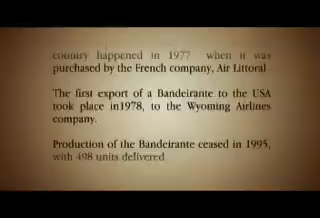 country happened in 1977 when it was
purchased by the French company, Air Littoral
The first export of a Bandeirante to the USA
took place in1978, to the Wyoming Airlines
company.
Production of the Bandeirante ceased in 1995,
with 498 units delivered